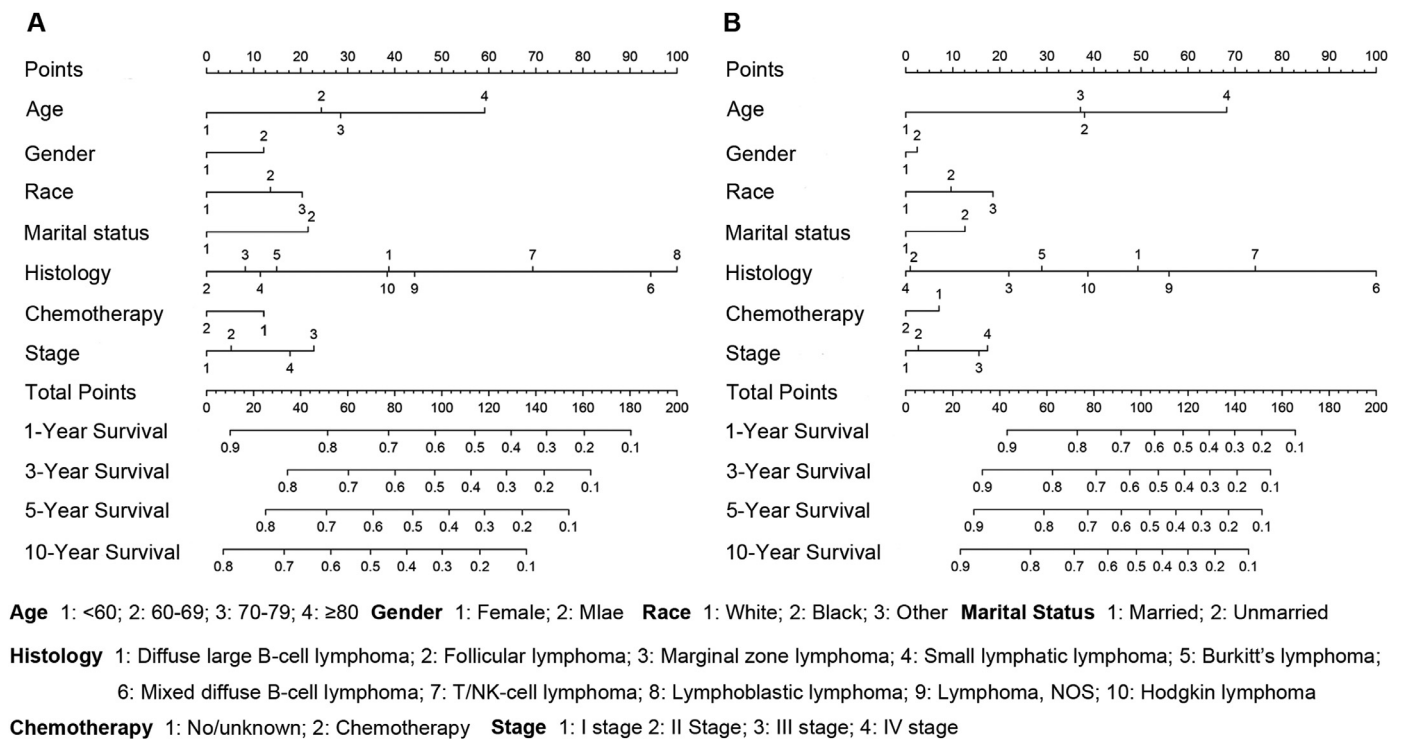 A
B
0 10 20 30 40 50 60 70 80 90 100
Points
2 4
Age
1 3
2
Gender
1
2
Race
1 3
2
Marital status
1
3 5 1 7 8
Histology
2 4 10 9 6
Chemotherapy
2 1
2 3
Stage
1 4
Total Points
0 20 40 60 80 100 120 140 160 180 200
1-Year Survival
0.9 0.8 0.7 0.6 0.5 0.4 0.3 0.2 0.1
3-Year Survival
0.8 0.7 0.6 0.5 0.4 0.3 0.2 0.1
5-Year Survival
0.8 0.7 0.6 0.5 0.4 0.3 0.2 0.1
10-Year Survival
0.8 0.7 0.6 0.5 0.4 0.3 0.2 0.1
0 10 20 30 40 50 60 70 80 90 100
Points
3 4
Age
1 2
2
Gender
1
2
Race
1 3
2
Marital status
1
2 5 1 7
Histology
4 3 10 9 6
1
Chemotherapy
2
2 4
Stage
1 3
Total Points
0 20 40 60 80 100 120 140 160 180 200
1-Year Survival
0.9 0.8 0.7 0.6 0.5 0.4 0.3 0.2 0.1
3-Year Survival
0.9 0.8 0.7 0.6 0.5 0.4 0.3 0.2 0.1
5-Year Survival
0.9 0.8 0.7 0.6 0.5 0.4 0.3 0.2 0.1
10-Year Survival
0.9 0.8 0.7 0.6 0.5 0.4 0.3 0.2 0.1
Age 1: <60; 2: 60-69; 3: 70-79; 4: ≥80 Gender 1: Female; 2: Mlae Race 1: White; 2: Black; 3: Other Marital Status 1: Married; 2: Unmarried
Histology 1: Diffuse large B-cell lymphoma; 2: Follicular lymphoma; 3: Marginal zone lymphoma; 4: Small lymphatic lymphoma; 5: Burkitt's lymphoma;
6: Mixed diffuse B-cell lymphoma; 7: T/NK-cell lymphoma; 8: Lymphoblastic lymphoma; 9: Lymphoma, NOS; 10: Hodgkin lymphoma
Chemotherapy 1: No/unknown; 2: Chemotherapy Stage 1: I stage 2: II Stage; 3: III stage; 4: IV stage